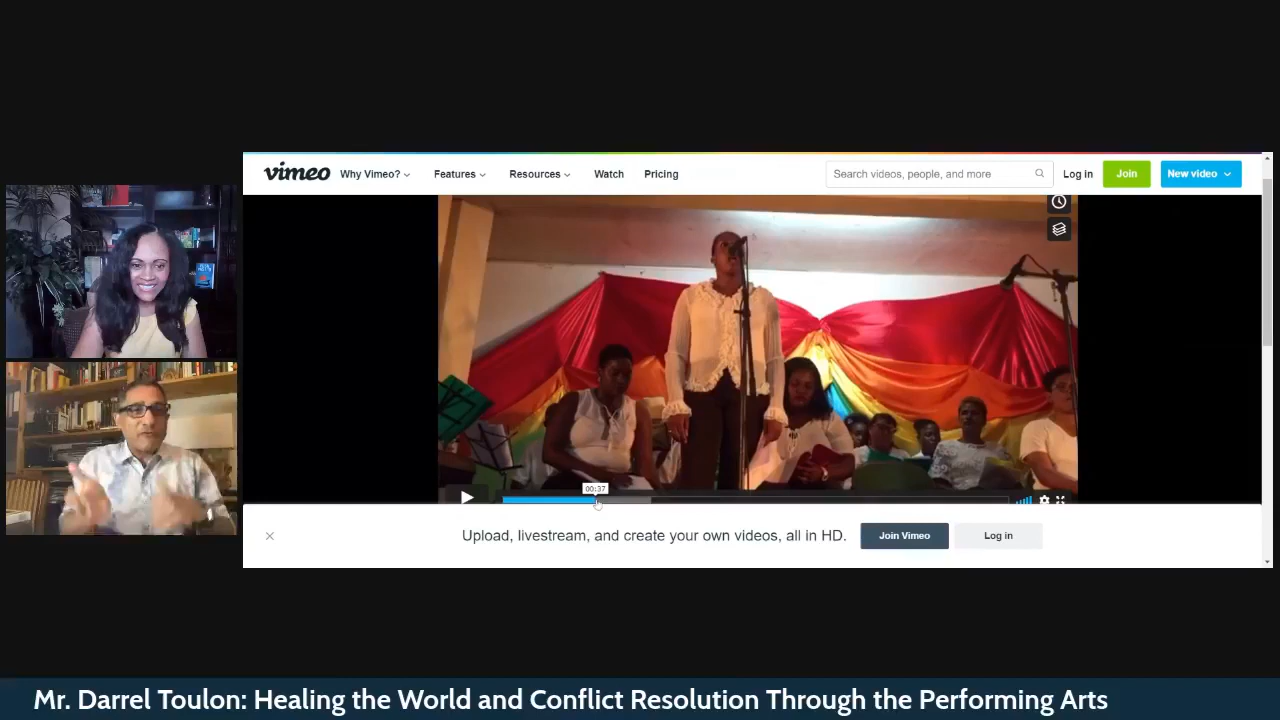 vimeo Why Vimeo? Features Resources Watch Pricing Search videos, people, and more Log in Join New video
00:37
Upload, livestream, and create your own videos, all in HD. Join Vimeo Log in
Mr. Darrel Toulon: Healing the World and Conflict Resolution Through the Performing Arts